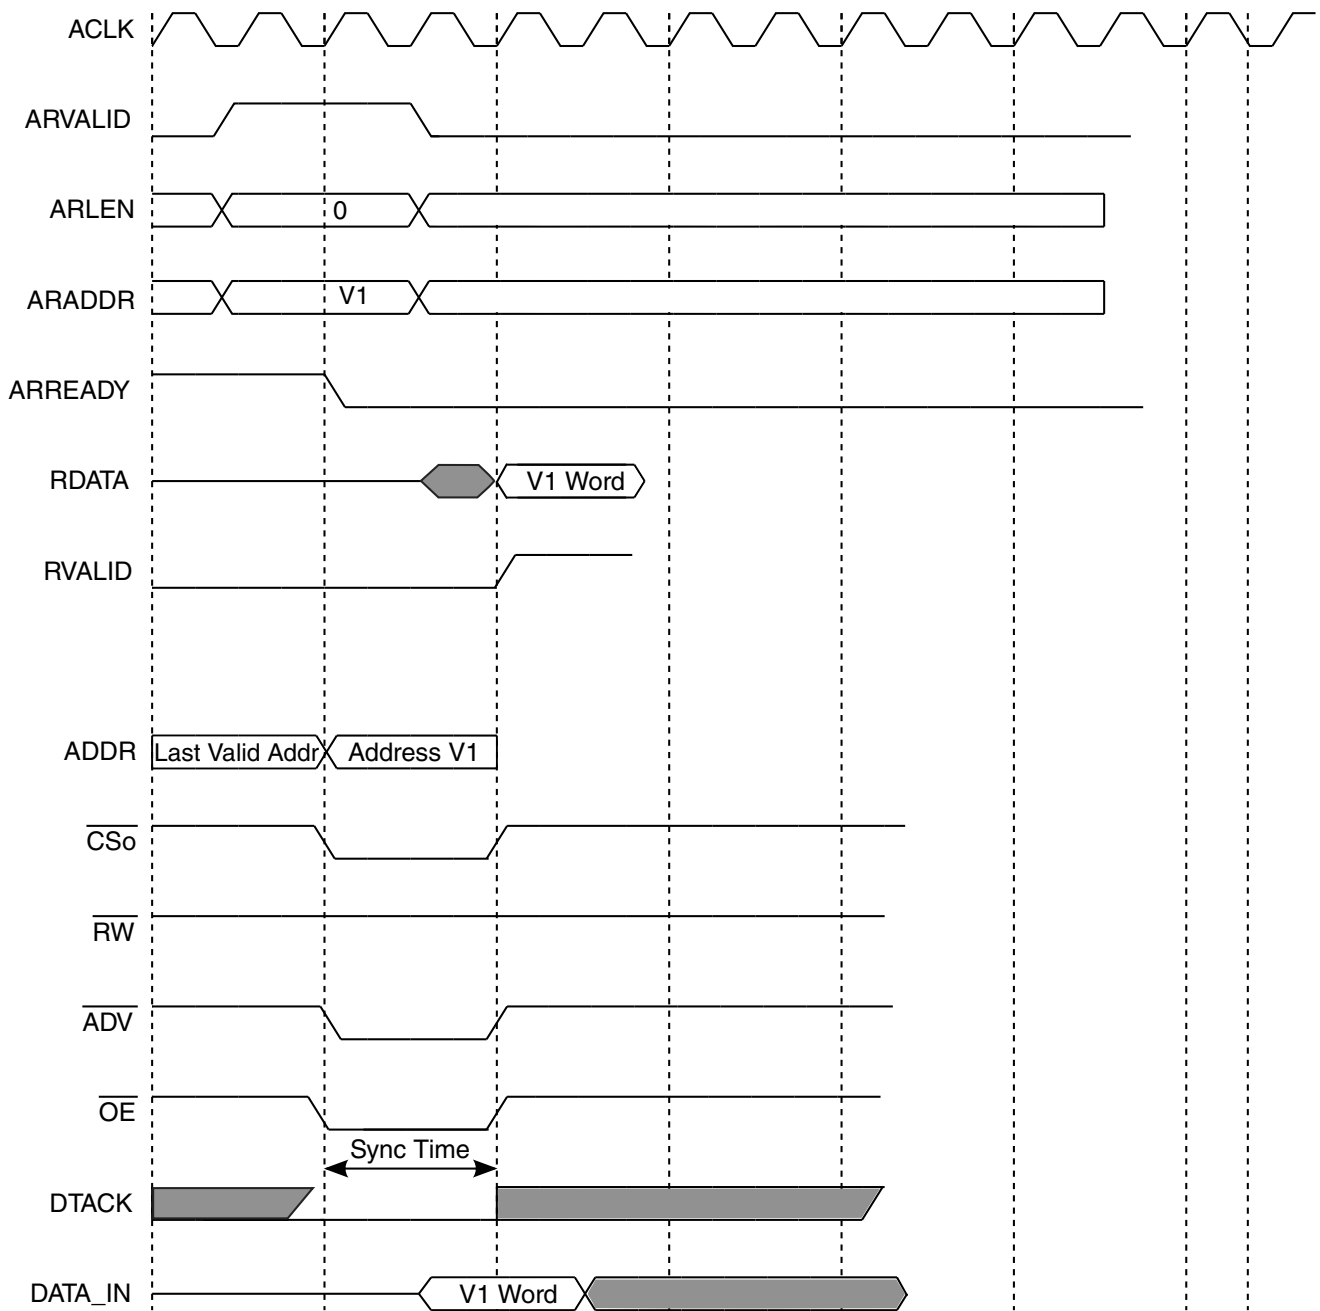 ACLK
ARVALID
ARLEN 0
ARADDR V1
ARREADY
RDATA V1 Word
RVALID
ADDR Last Valid Addr Address V1
CSo
RW
ADV
OE
Sync Time
DTACK
DATA_IN V1 Word